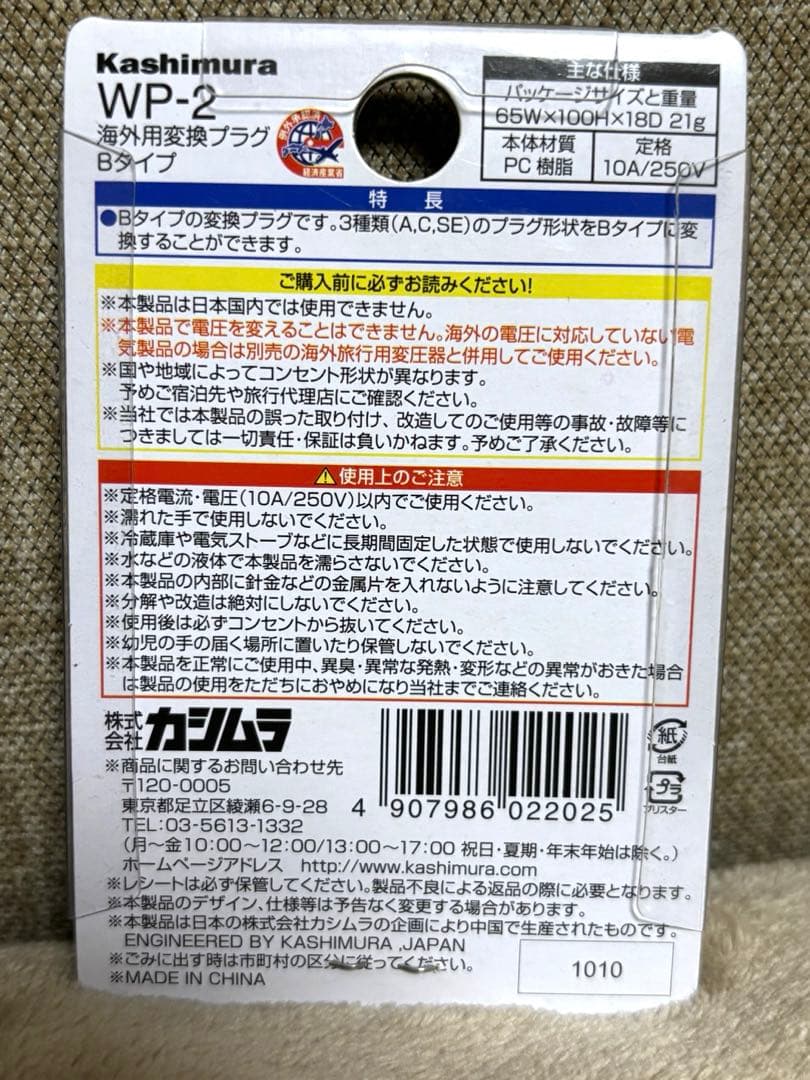 Kashimura
WP-2
海外用変換プラグ
Bタイプ
経済産業省
主な仕様
パッケージサイズと重量
65W×100H×18D 21g
本体材質
PC 樹脂
定格
10A/250V
特長
●Bタイプの変換プラグです。3種類(A,C,SE)のプラグ形状をBタイプに変
換することができます。
ご購入前に必ずお読みください!
※本製品は日本国内では使用できません。
※本製品で電圧を変えることはできません。海外の電圧に対応していない電
気製品の場合は別売の海外旅行用変圧器と併用してご使用ください。
※国や地域によってコンセント形状が異なります。
予めご宿泊先や旅行代理店にご確認ください。
※当社では本製品の誤った取り付け、改造してのご使用等の事故・故障等に
つきましては一切責任・保証は負いかねます。予めご了承ください。
⚠使用上のご注意
※定格電流・電圧(10A/250V)以内でご使用ください。
※濡れた手で使用しないでください。
※冷蔵庫や電気ストーブなどに長期間固定した状態で使用しないでください。
※水などの液体で本製品を濡らさないでください。
※本製品の内部に針金などの金属片を入れないように注意してください。
※分解や改造は絶対にしないでください。
※使用後は必ずコンセントから抜いてください。
※幼児の手の届く場所に置いたり保管しないでください。
※本製品を正常にご使用中、異臭・異常な発熱・変形などの異常がおきた場合
は製品の使用をただちにおやめになり当社までご連絡ください。
株式会社 カシムラ
※商品に関するお問い合わせ先
〒120-0005
東京都足立区綾瀬6-9-28
TEL:03-5613-1332
(月～金10:00～12:00/13:00～17:00 祝日・夏期・年末年始は除く。)
ホームページアドレス http://www.kashimura.com
4 907986 022025
紙
台紙
プラ
ブリスター
※レシートは必ず保管してください。製品不良による返品の際に必要となります。
※本製品のデザイン、仕様等は予告なく変更する場合があります。
※本製品は日本の株式会社カシムラの企画により中国で生産されたものです。
ENGINEERED BY KASHIMURA ,JAPAN
※ごみに出す時は市町村の区分に従ってください。
※MADE IN CHINA
1010